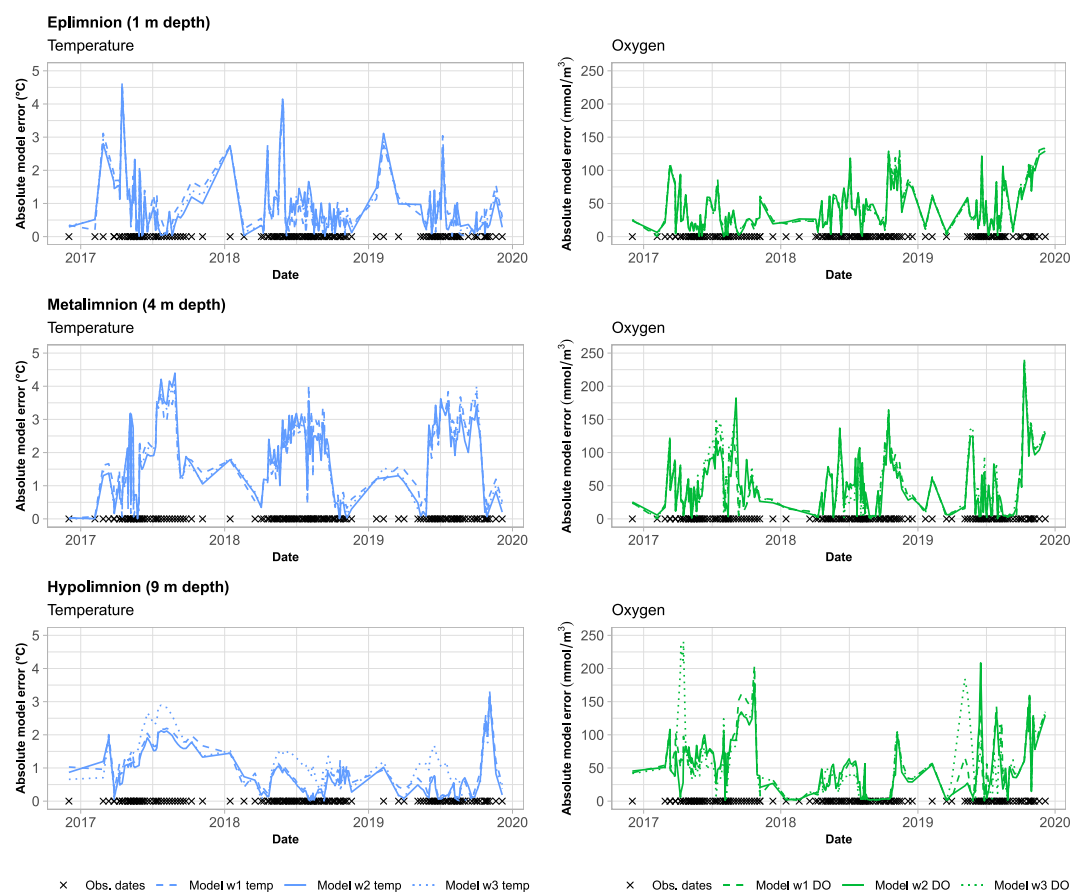 Eplimnion (1 m depth)
Temperature
Oxygen
Absolute model error (°C)
5
4
3
2
1
0
2017
2018
2019
2020
Date
Absolute model error (mmol/m³)
250
200
150
100
50
0
2017
2018
2019
2020
Date
Metalimnion (4 m depth)
Temperature
Oxygen
Absolute model error (°C)
5
4
3
2
1
0
2017
2018
2019
2020
Date
Absolute model error (mmol/m³)
250
200
150
100
50
0
2017
2018
2019
2020
Date
Hypolimnion (9 m depth)
Temperature
Oxygen
Absolute model error (°C)
5
4
3
2
1
0
2017
2018
2019
2020
Date
Absolute model error (mmol/m³)
250
200
150
100
50
0
2017
2018
2019
2020
Date
Obs. dates Model w1 temp Model w2 temp Model w3 temp
Obs. dates Model w1 DO Model w2 DO Model w3 DO